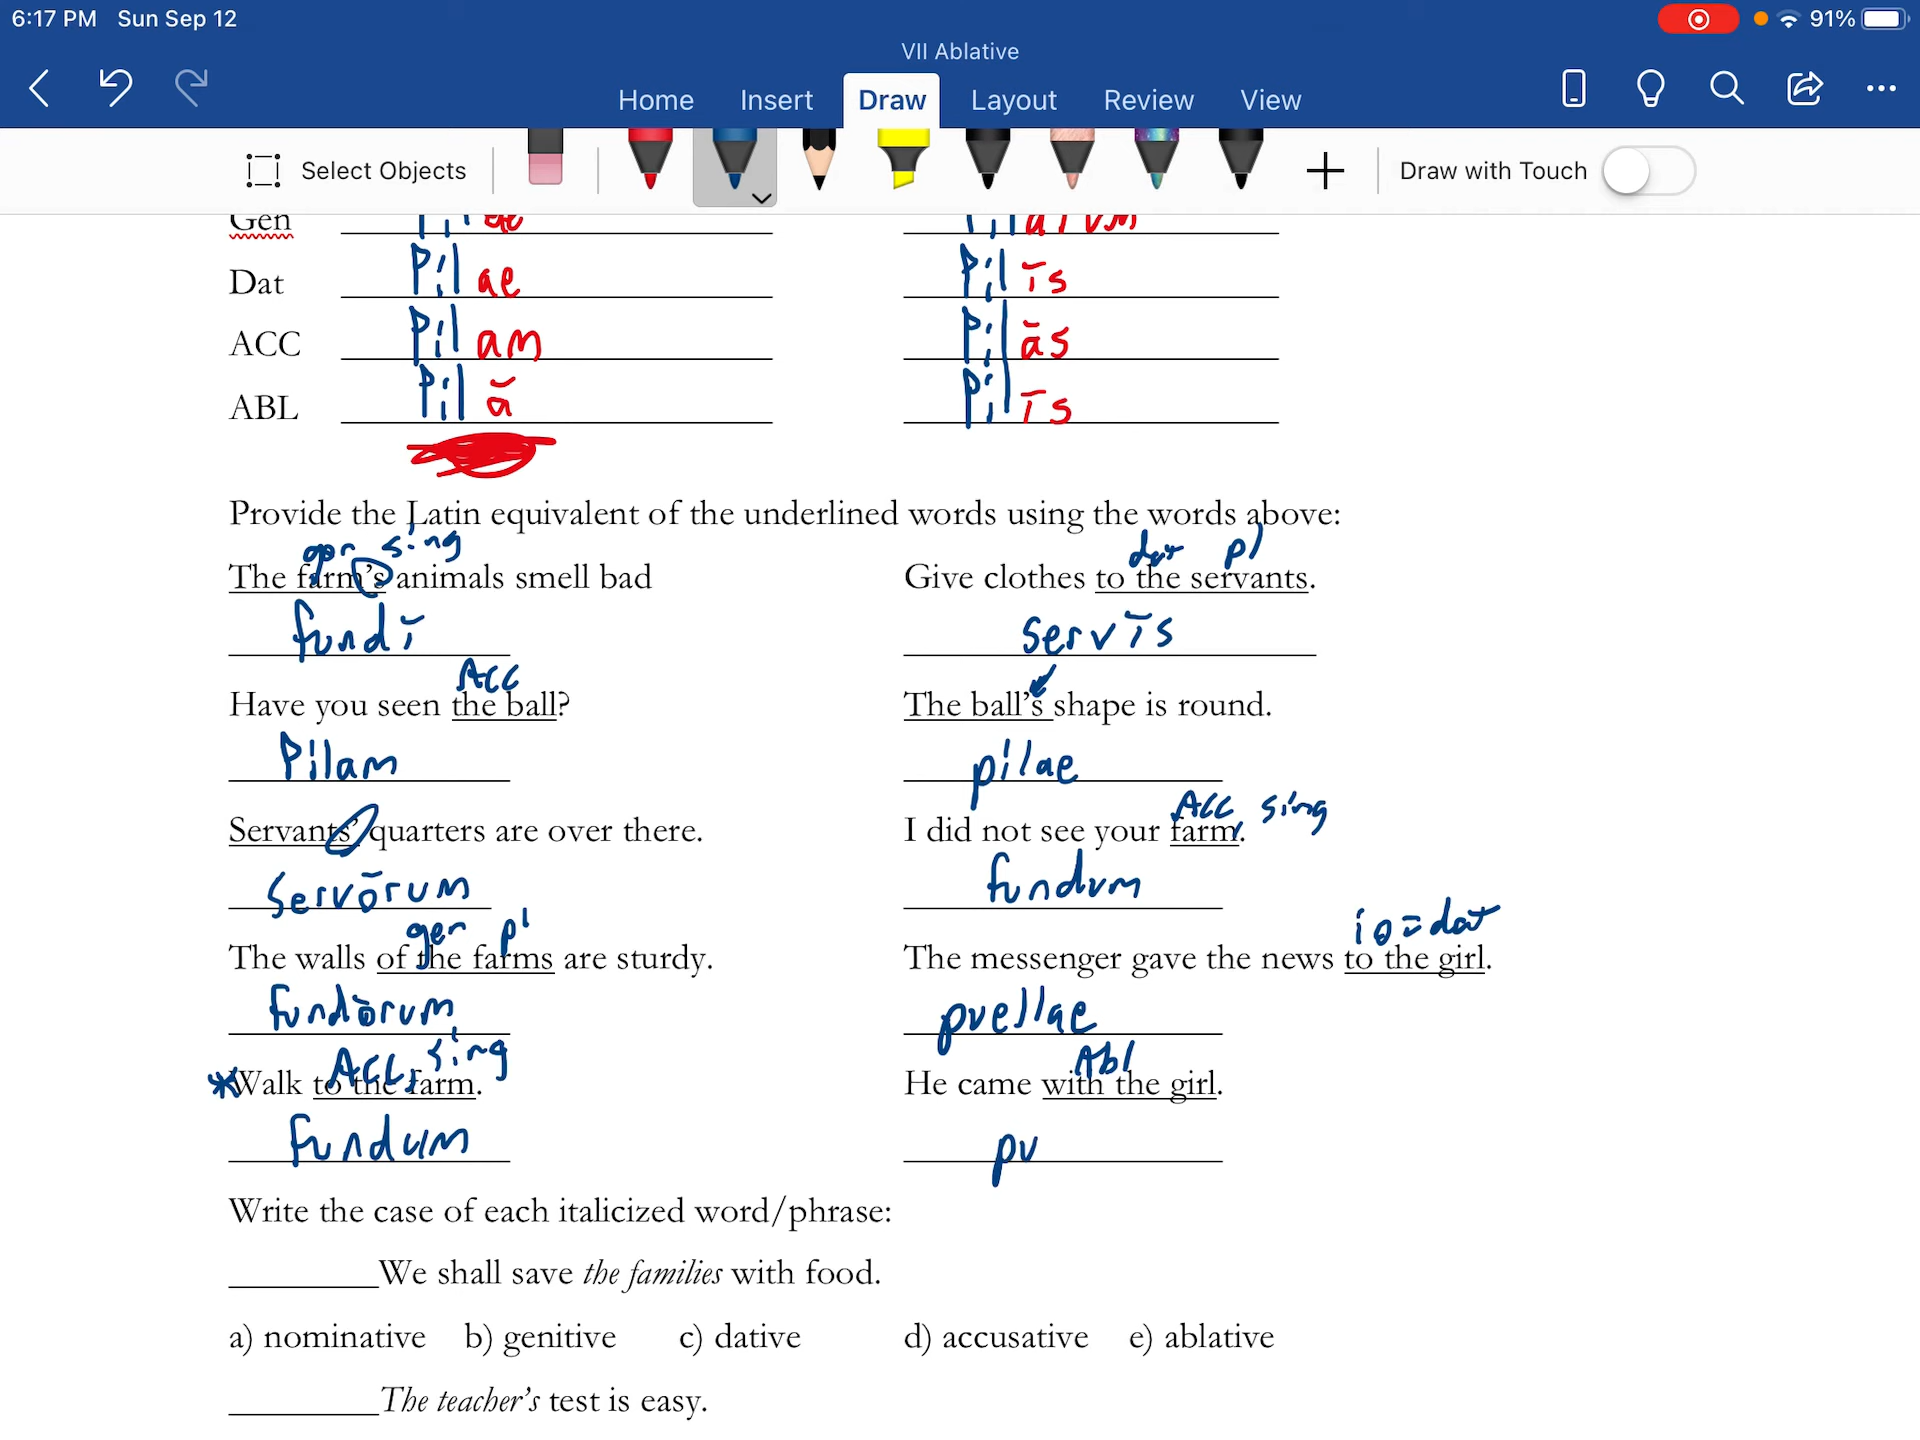 6:17 PM Sun Sep 12 91%
VII Ablative
Home Insert Draw Layout Review View
Select Objects Draw with Touch
Gen Pil ae Pil ārum
Dat Pil ae Pil īs
ACC Pil am Pil ās
ABL Pil ā Pil īs
Provide the Latin equivalent of the underlined words using the words above:
gen sing dat pl
The farm's animals smell bad Give clothes to the servants.
fundī servīs
ACC
Have you seen the ball? The ball's shape is round.
Pilam pilae
ACC, sing
Servants' quarters are over there. I did not see your farm.
Servōrum fundum
gen pl io = dat
The walls of the farms are sturdy. The messenger gave the news to the girl.
fundōrum puellae
ACC, sing Abl
*Walk to the farm. He came with the girl.
fundum pu
Write the case of each italicized word/phrase:
________We shall save the families with food.
a) nominative b) genitive c) dative d) accusative e) ablative
________The teacher's test is easy.